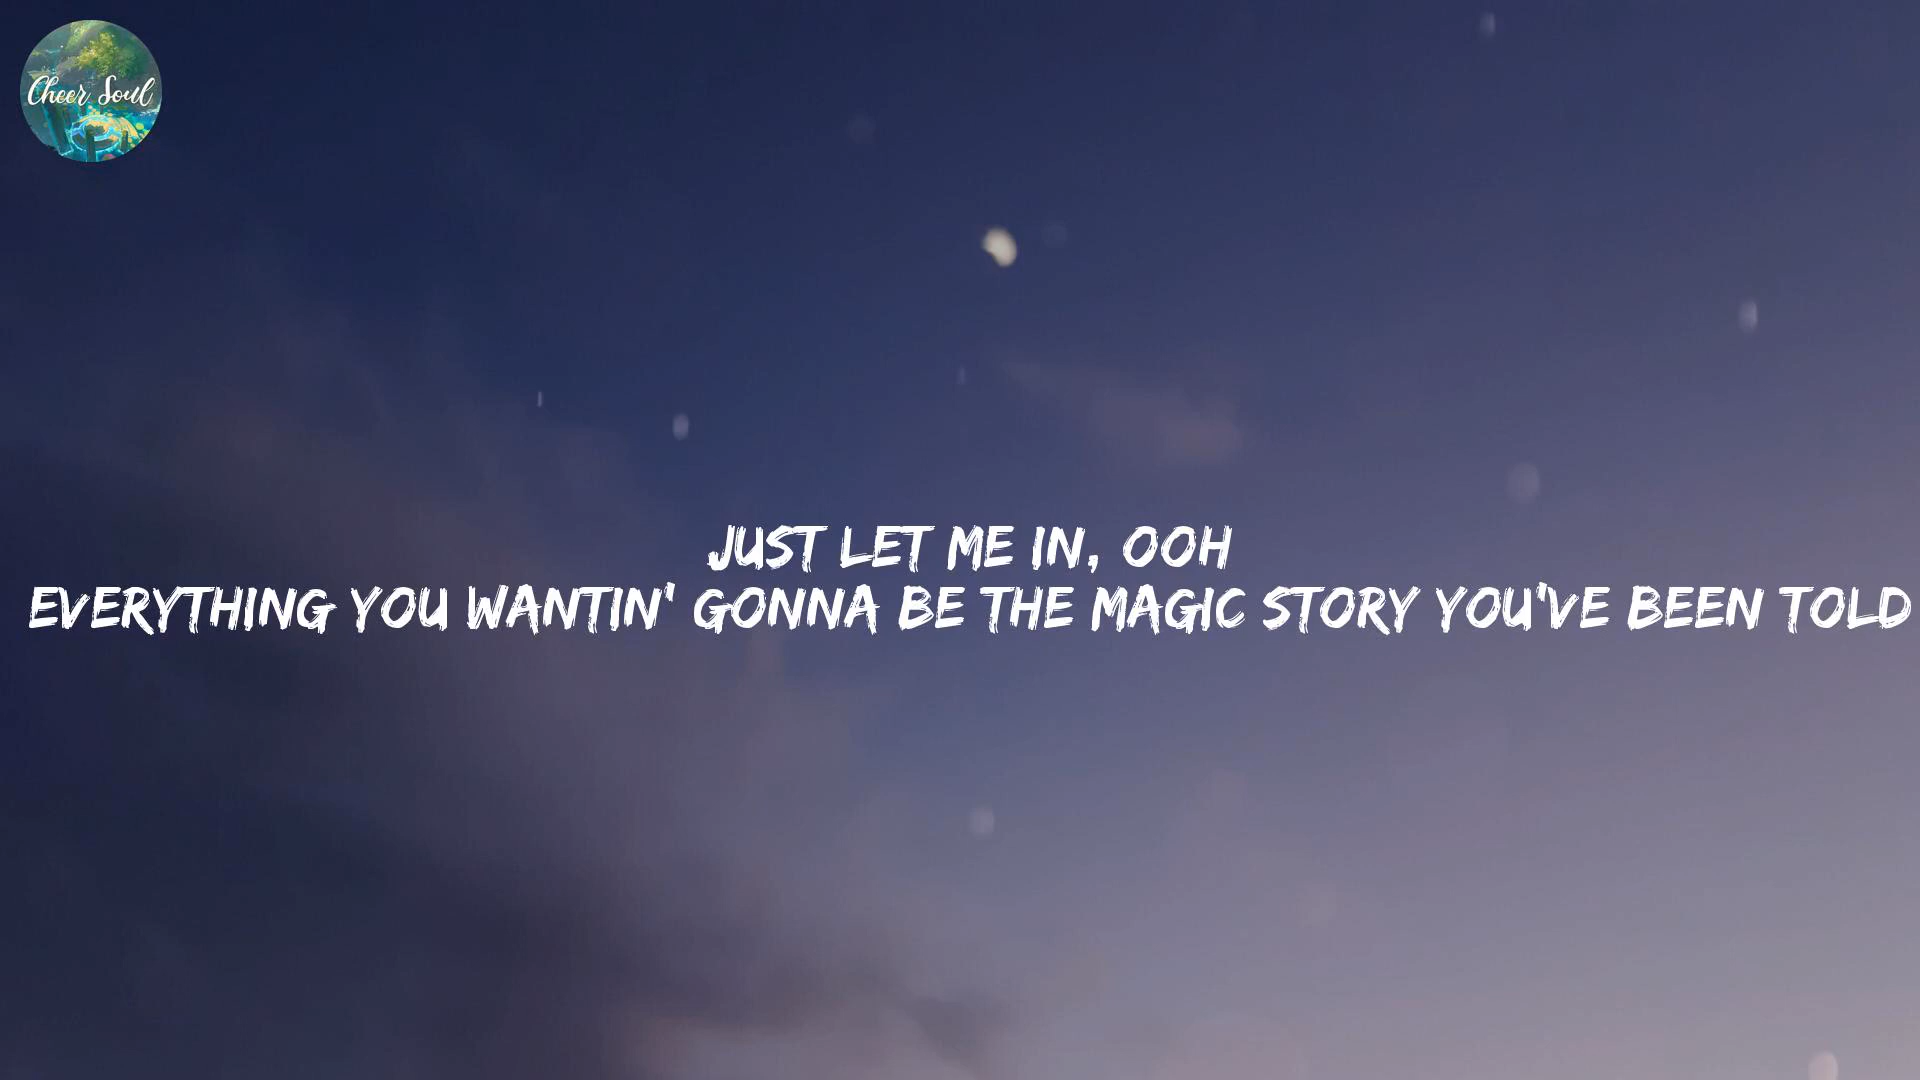 Cheer Soul
JUST LET ME IN, OOH
EVERYTHING YOU WANTIN' GONNA BE THE MAGIC STORY YOU'VE BEEN TOLD